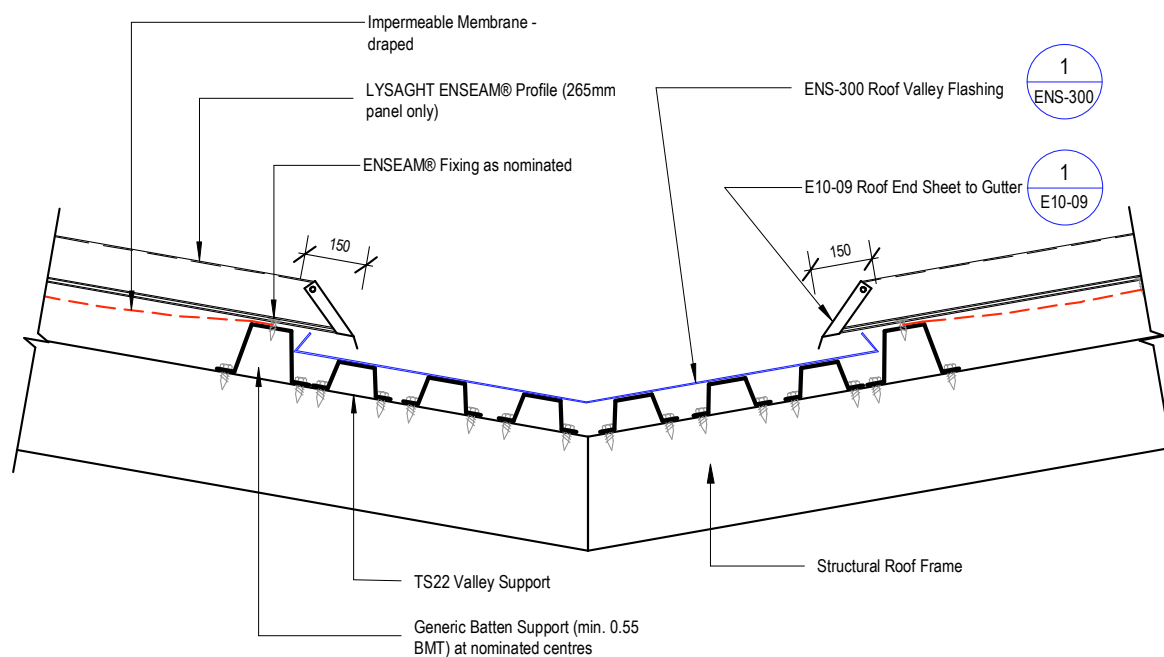 Impermeable Membrane -
draped
LYSAGHT ENSEAM® Profile (265mm
panel only)
ENSEAM® Fixing as nominated
ENS-300 Roof Valley Flashing
1
ENS-300
E10-09 Roof End Sheet to Gutter
1
E10-09
150
150
TS22 Valley Support
Generic Batten Support (min. 0.55
BMT) at nominated centres
Structural Roof Frame